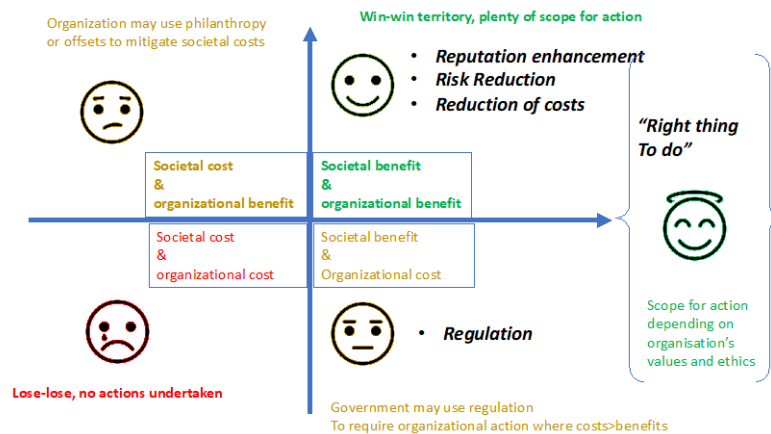 Organization may use philanthropy
or offsets to mitigate societal costs
Win-win territory, plenty of scope for action
• Reputation enhancement
• Risk Reduction
• Reduction of costs
“Right thing
To do”
Societal cost
&
organizational benefit
Societal benefit
&
organizational benefit
Societal cost
&
organizational cost
Societal benefit
&
Organizational cost
Scope for action
depending on
organisation’s
values and ethics
• Regulation
Lose-lose, no actions undertaken
Government may use regulation
To require organizational action where costs>benefits